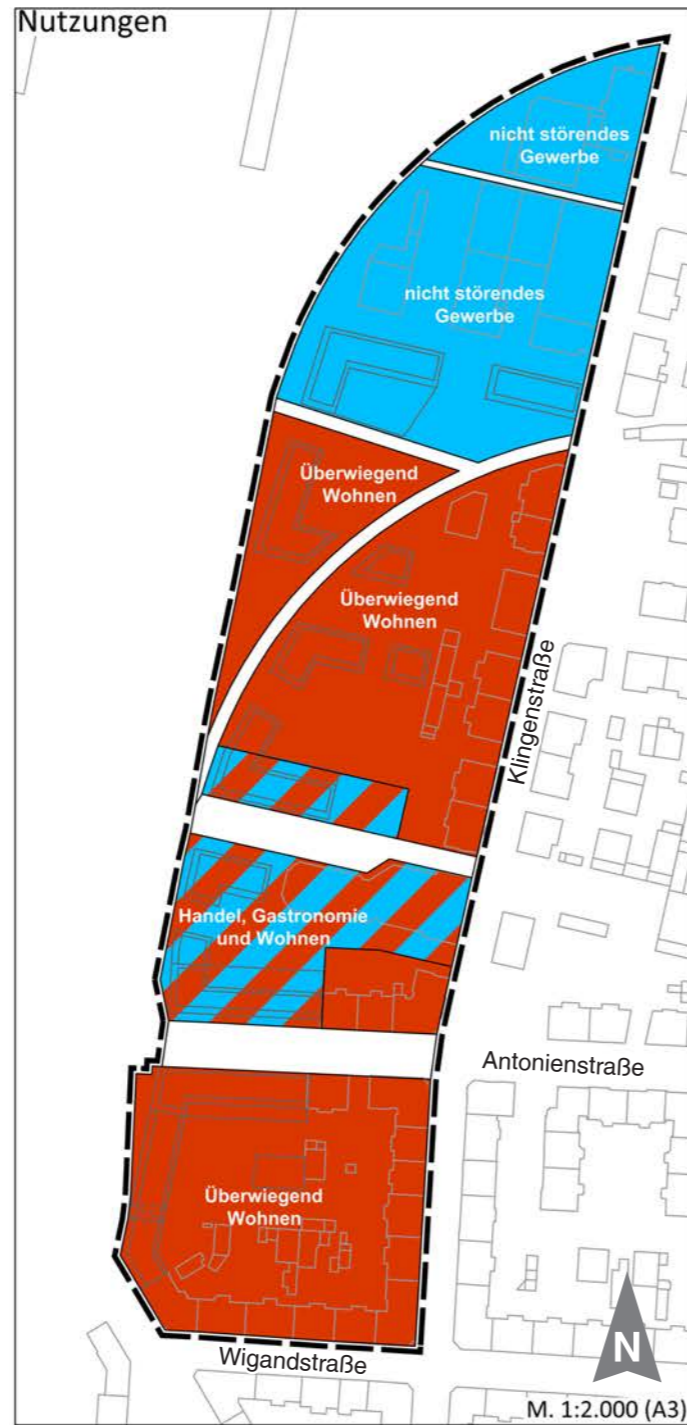 Nutzungen
nicht störendes
Gewerbe
nicht störendes
Gewerbe
Überwiegend
Wohnen
Überwiegend
Wohnen
Klingenstraße
Handel, Gastronomie
und Wohnen
Antonienstraße
Überwiegend
Wohnen
Wigandstraße
N
M. 1:2.000 (A3)